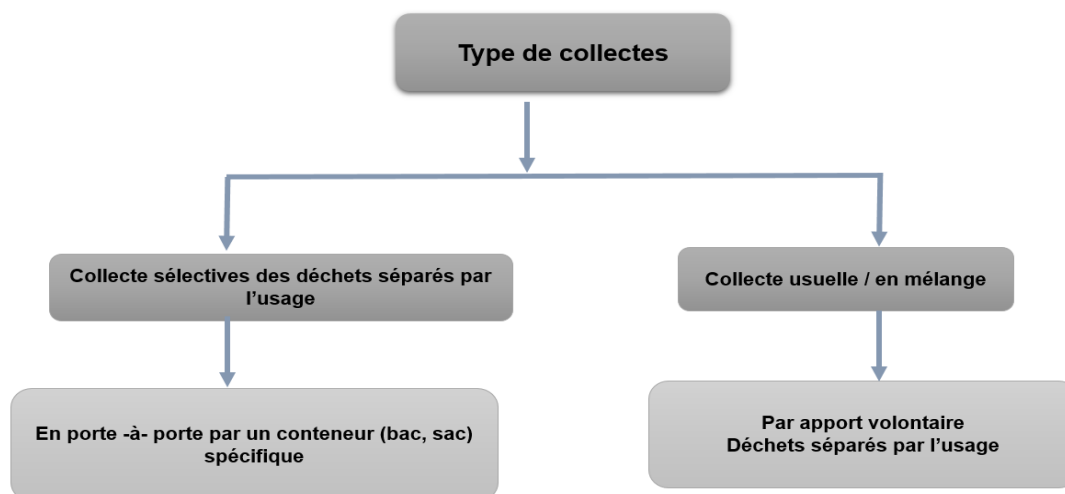 Type de collectes
Collecte sélectives des déchets séparés par
l’usage
Collecte usuelle / en mélange
En porte -à- porte par un conteneur (bac, sac)
spécifique
Par apport volontaire
Déchets séparés par l’usage